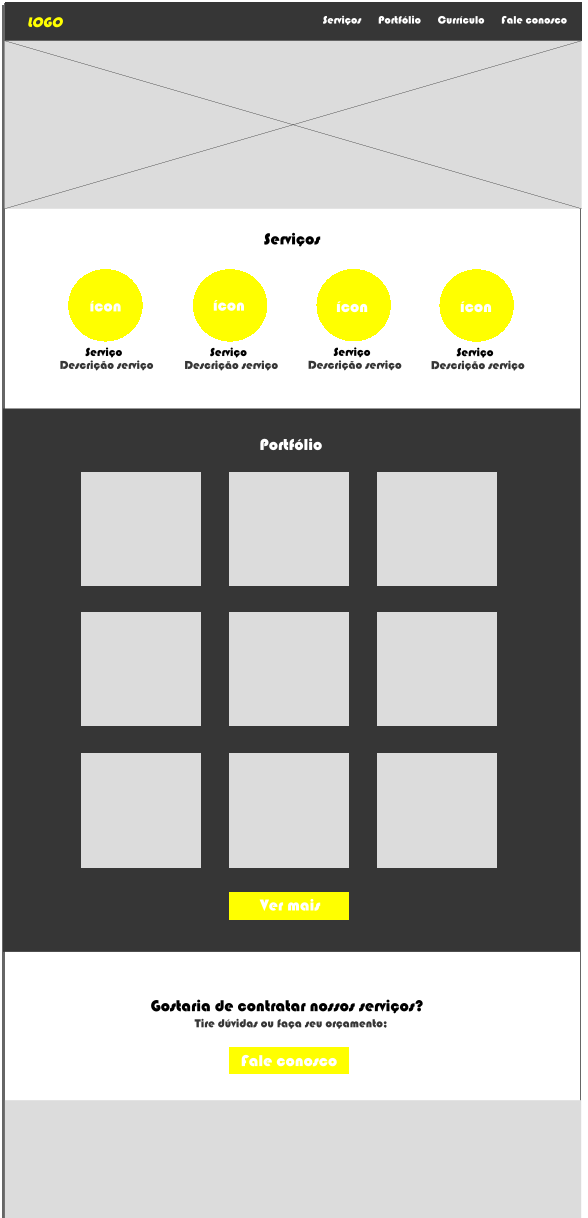 LOGO
Serviços Portfólio Currículo Fale conosco
Serviços
icon icon icon icon
Serviço Serviço Serviço Serviço
Descrição serviço Descrição serviço Descrição serviço Descrição serviço
Portfólio
Ver mais
Gostaria de contratar nossos serviços?
Tire dúvidas ou faça seu orçamento:
Fale conosco